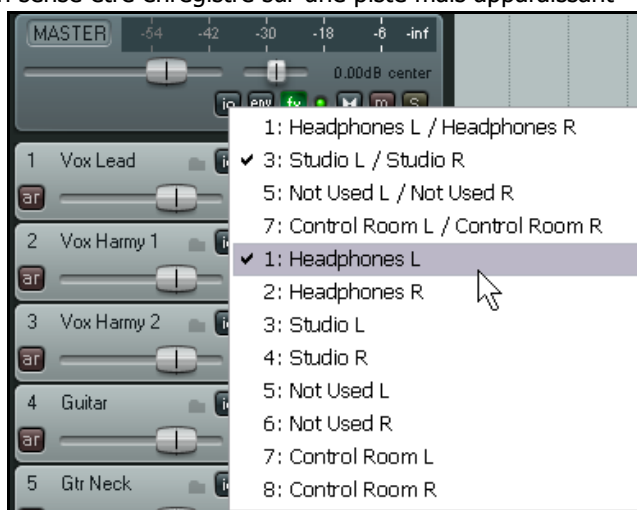 sensé être enregistré sur une piste mais apparaissant
MASTER -54 -42 -30 -18 -6 -inf
0.00dB center
io env fx m S
1: Headphones L / Headphones R
1 Vox Lead
✔ 3: Studio L / Studio R
ar
5: Not Used L / Not Used R
7: Control Room L / Control Room R
2 Vox Harmy 1
✔ 1: Headphones L
ar
2: Headphones R
3 Vox Harmy 2
3: Studio L
ar
4: Studio R
4 Guitar
5: Not Used L
6: Not Used R
ar
7: Control Room L
5 Gtr Neck
8: Control Room R